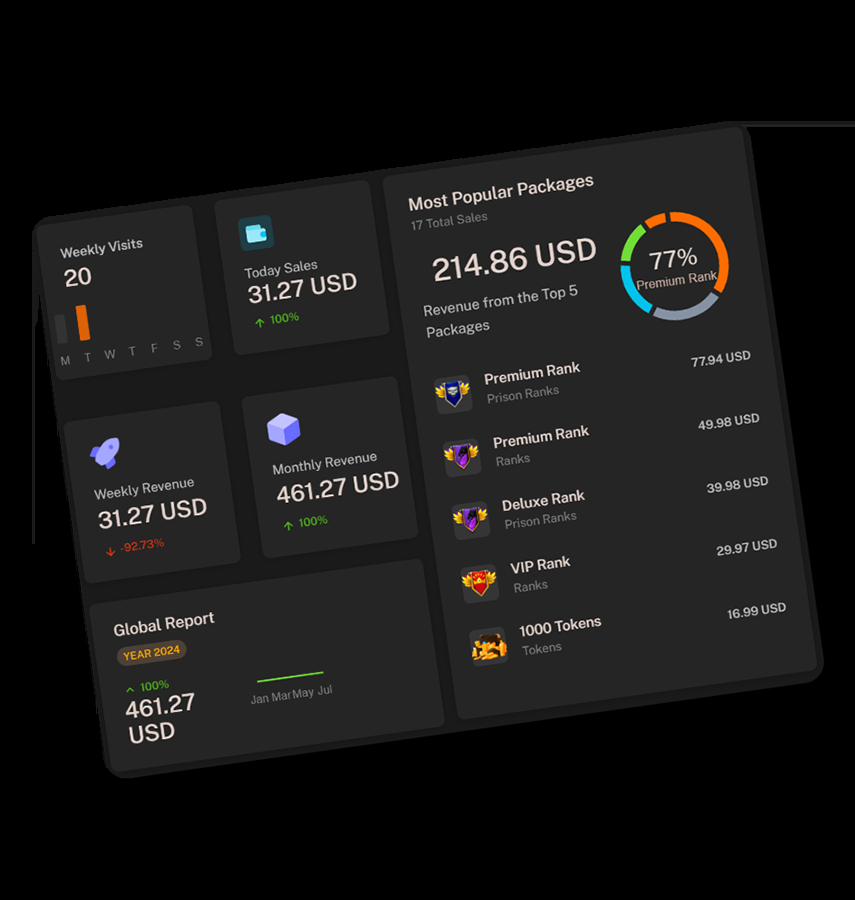 Weekly Visits
20
M T W T F S S
Today Sales
31.27 USD
100%
Weekly Revenue
31.27 USD
-92.73%
Monthly Revenue
461.27 USD
100%
Global Report
YEAR 2024
100%
461.27
USD
Jan Mar May Jul
Most Popular Packages
17 Total Sales
214.86 USD
Revenue from the Top 5
Packages
77%
Premium Rank
Premium Rank
Prison Ranks
77.94 USD
Premium Rank
Ranks
49.98 USD
Deluxe Rank
Prison Ranks
39.98 USD
VIP Rank
Ranks
29.97 USD
1000 Tokens
Tokens
16.99 USD